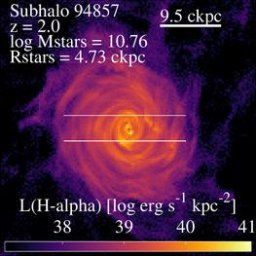 Subhalo 94857
z = 2.0
log Mstars = 10.76
Rstars = 4.73 ckpc
9.5 ckpc
L(H-alpha) [log erg s⁻¹ kpc⁻²]
38 39 40 41